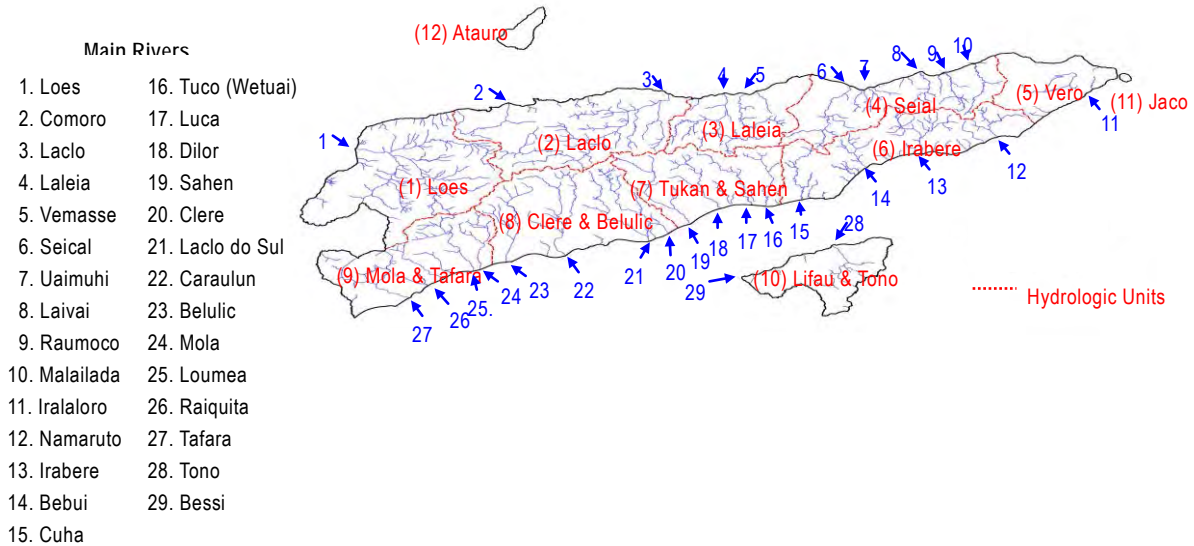 Main Rivers
1. Loes 16. Tuco (Wetuai)
2. Comoro 17. Luca
3. Laclo 18. Dilor
4. Laleia 19. Sahen
5. Vemasse 20. Clere
6. Seical 21. Laclo do Sul
7. Uaimuhi 22. Caraulun
8. Laivai 23. Belulic
9. Raumoco 24. Mola
10. Malailada 25. Loumea
11. Iralaloro 26. Raiquita
12. Namaruto 27. Tafara
13. Irabere 28. Tono
14. Bebui 29. Bessi
15. Cuha
(12) Atauro
10
9
8
7
6
5
4
3
2
1
(5) Vero
(11) Jaco
(4) Seial
11
(3) Laleia
(2) Laclo
(6) Irabere
12
13
14
(1) Loes
(7) Tukan & Sahen
(8) Clere & Belulic
15
16
17
18
19
20
21
28
(9) Mola & Tafara
(10) Lifau & Tono
29
22
23
24
25.
26
27
Hydrologic Units